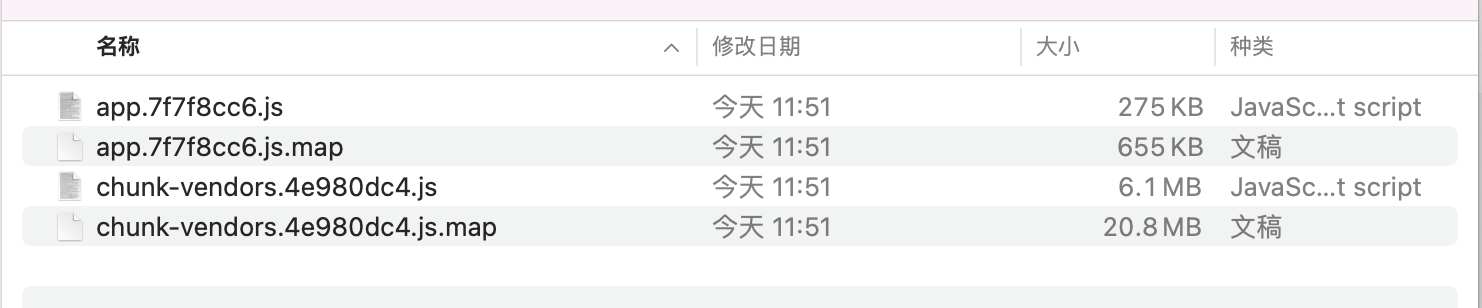 名称 修改日期 大小 种类
app.7f7f8cc6.js 今天 11:51 275 KB JavaSc...t script
app.7f7f8cc6.js.map 今天 11:51 655 KB 文稿
chunk-vendors.4e980dc4.js 今天 11:51 6.1 MB JavaSc...t script
chunk-vendors.4e980dc4.js.map 今天 11:51 20.8 MB 文稿